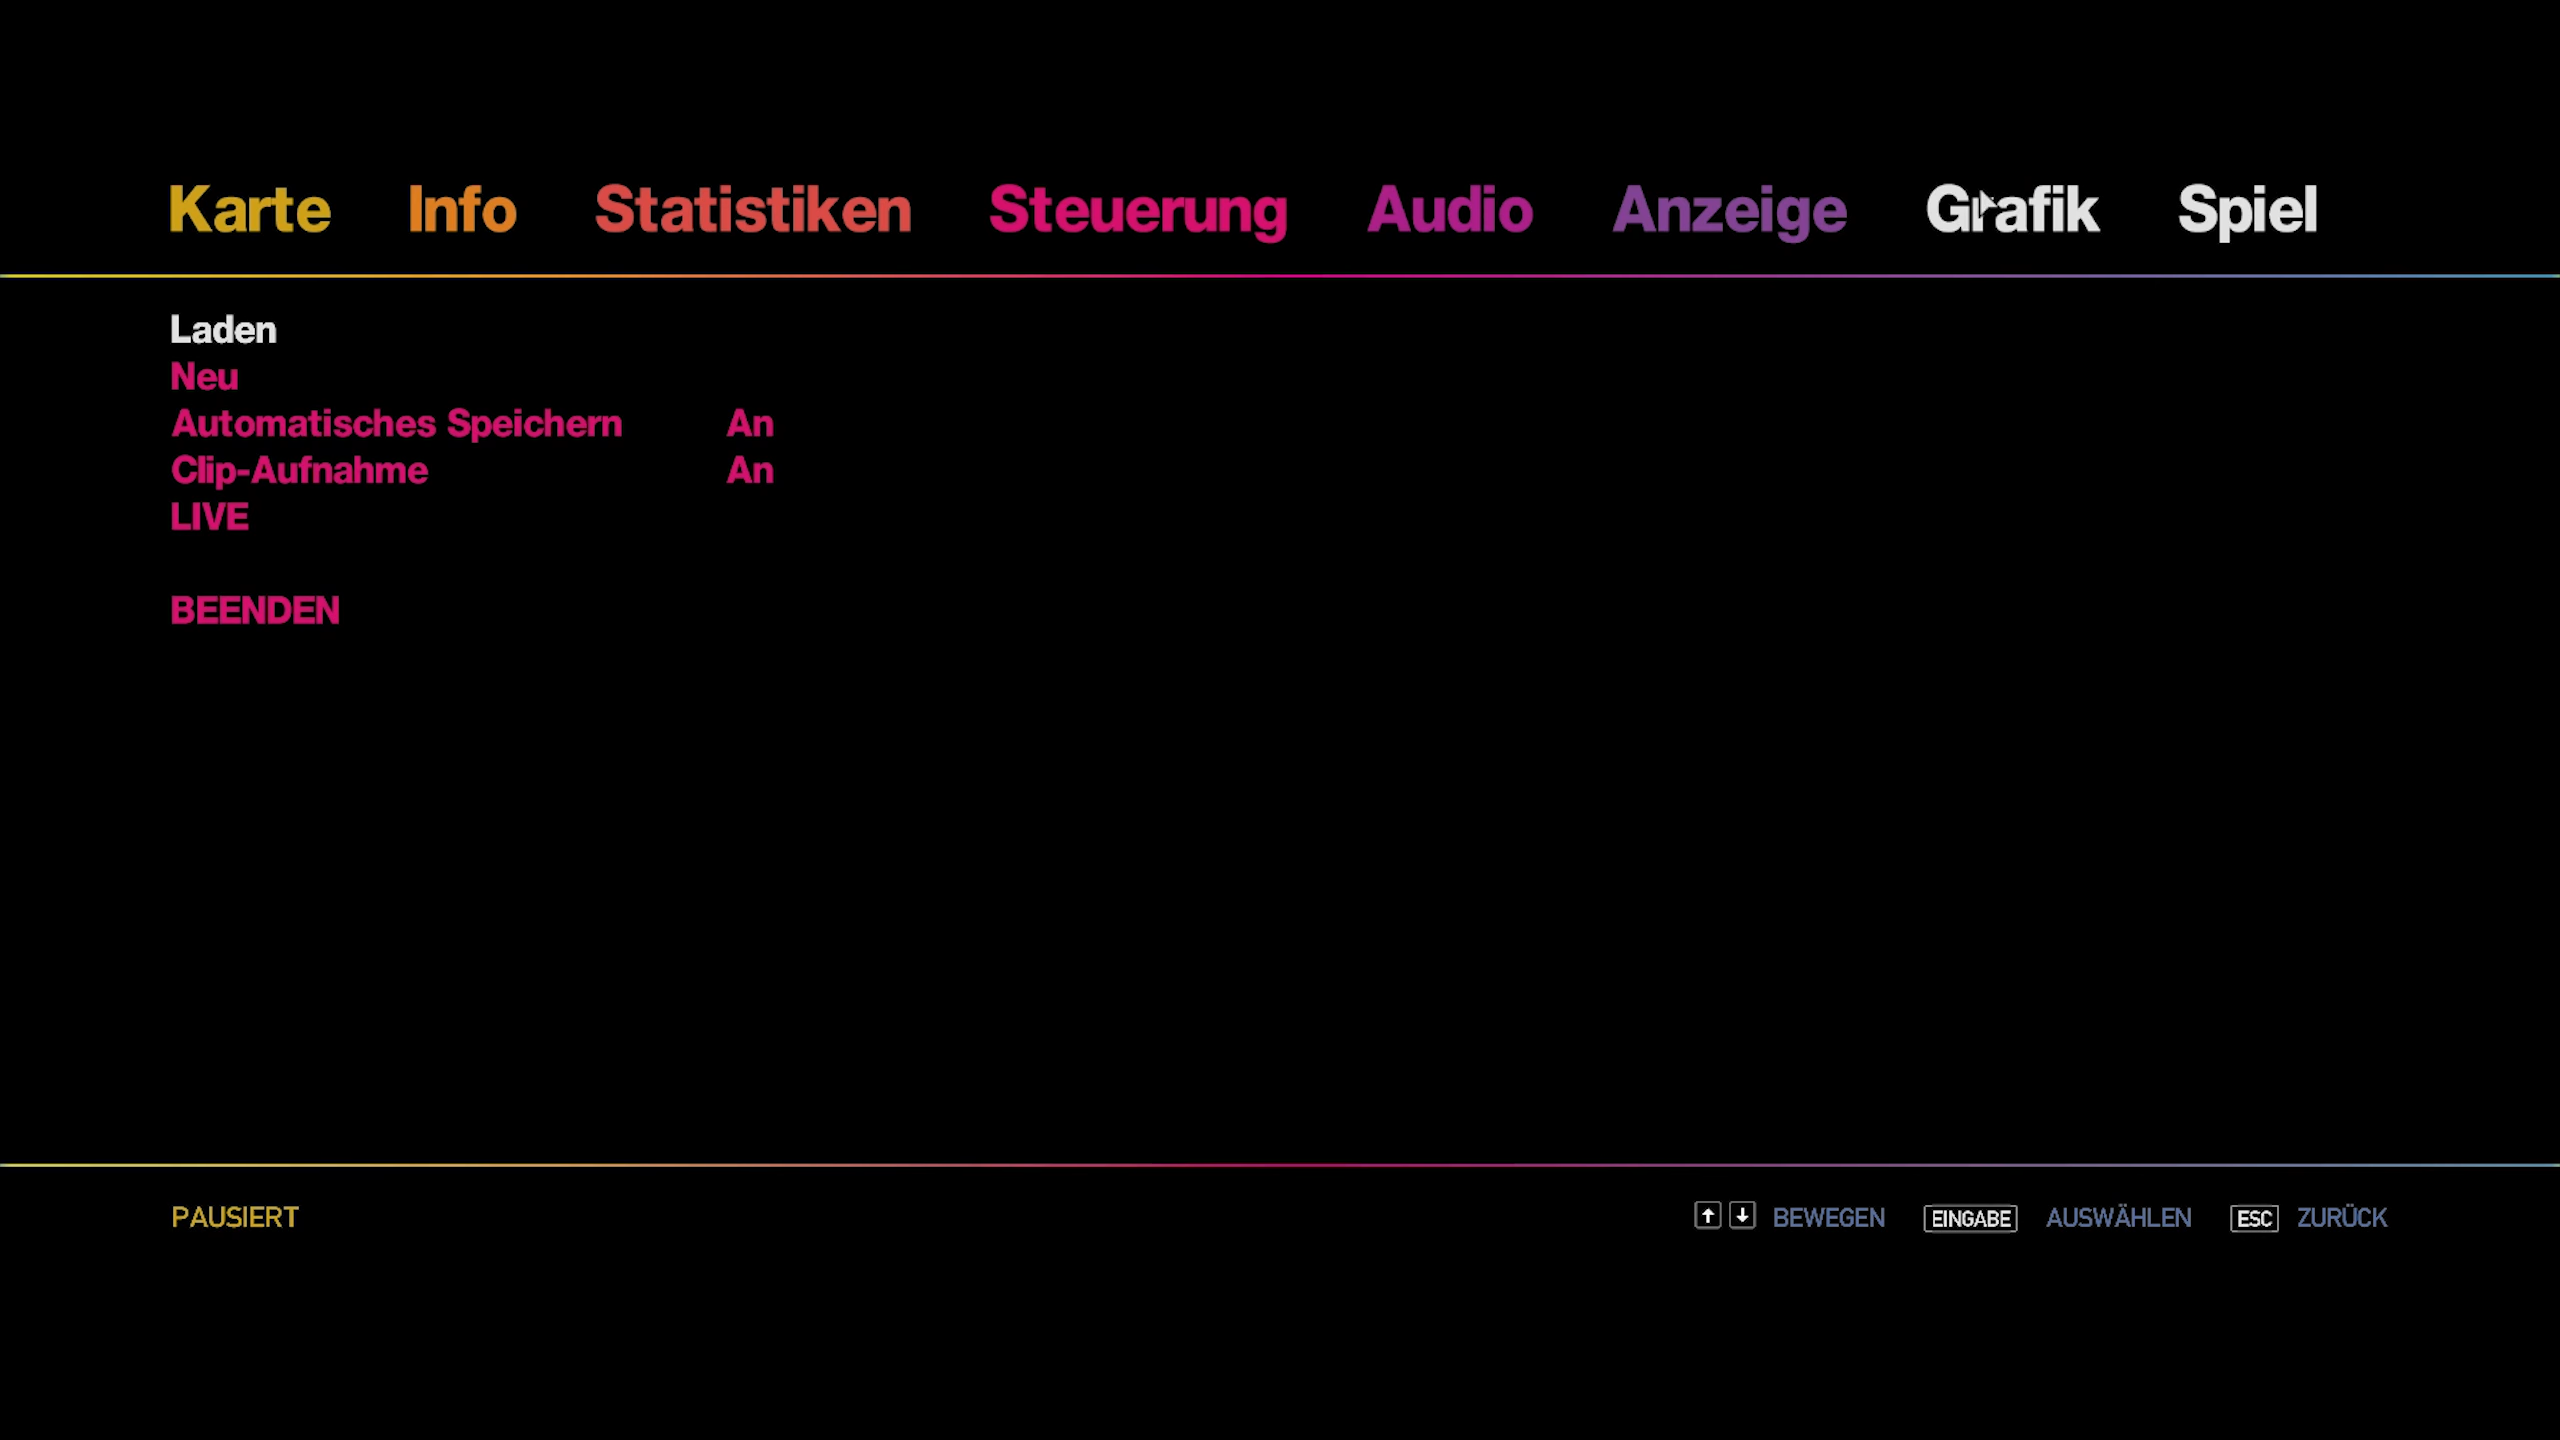 Karte Info Statistiken Steuerung Audio Anzeige Grafik Spiel
Laden
Neu
Automatisches Speichern An
Clip-Aufnahme An
LIVE
BEENDEN
PAUSIERT ↑ ↓ BEWEGEN EINGABE AUSWÄHLEN ESC ZURÜCK